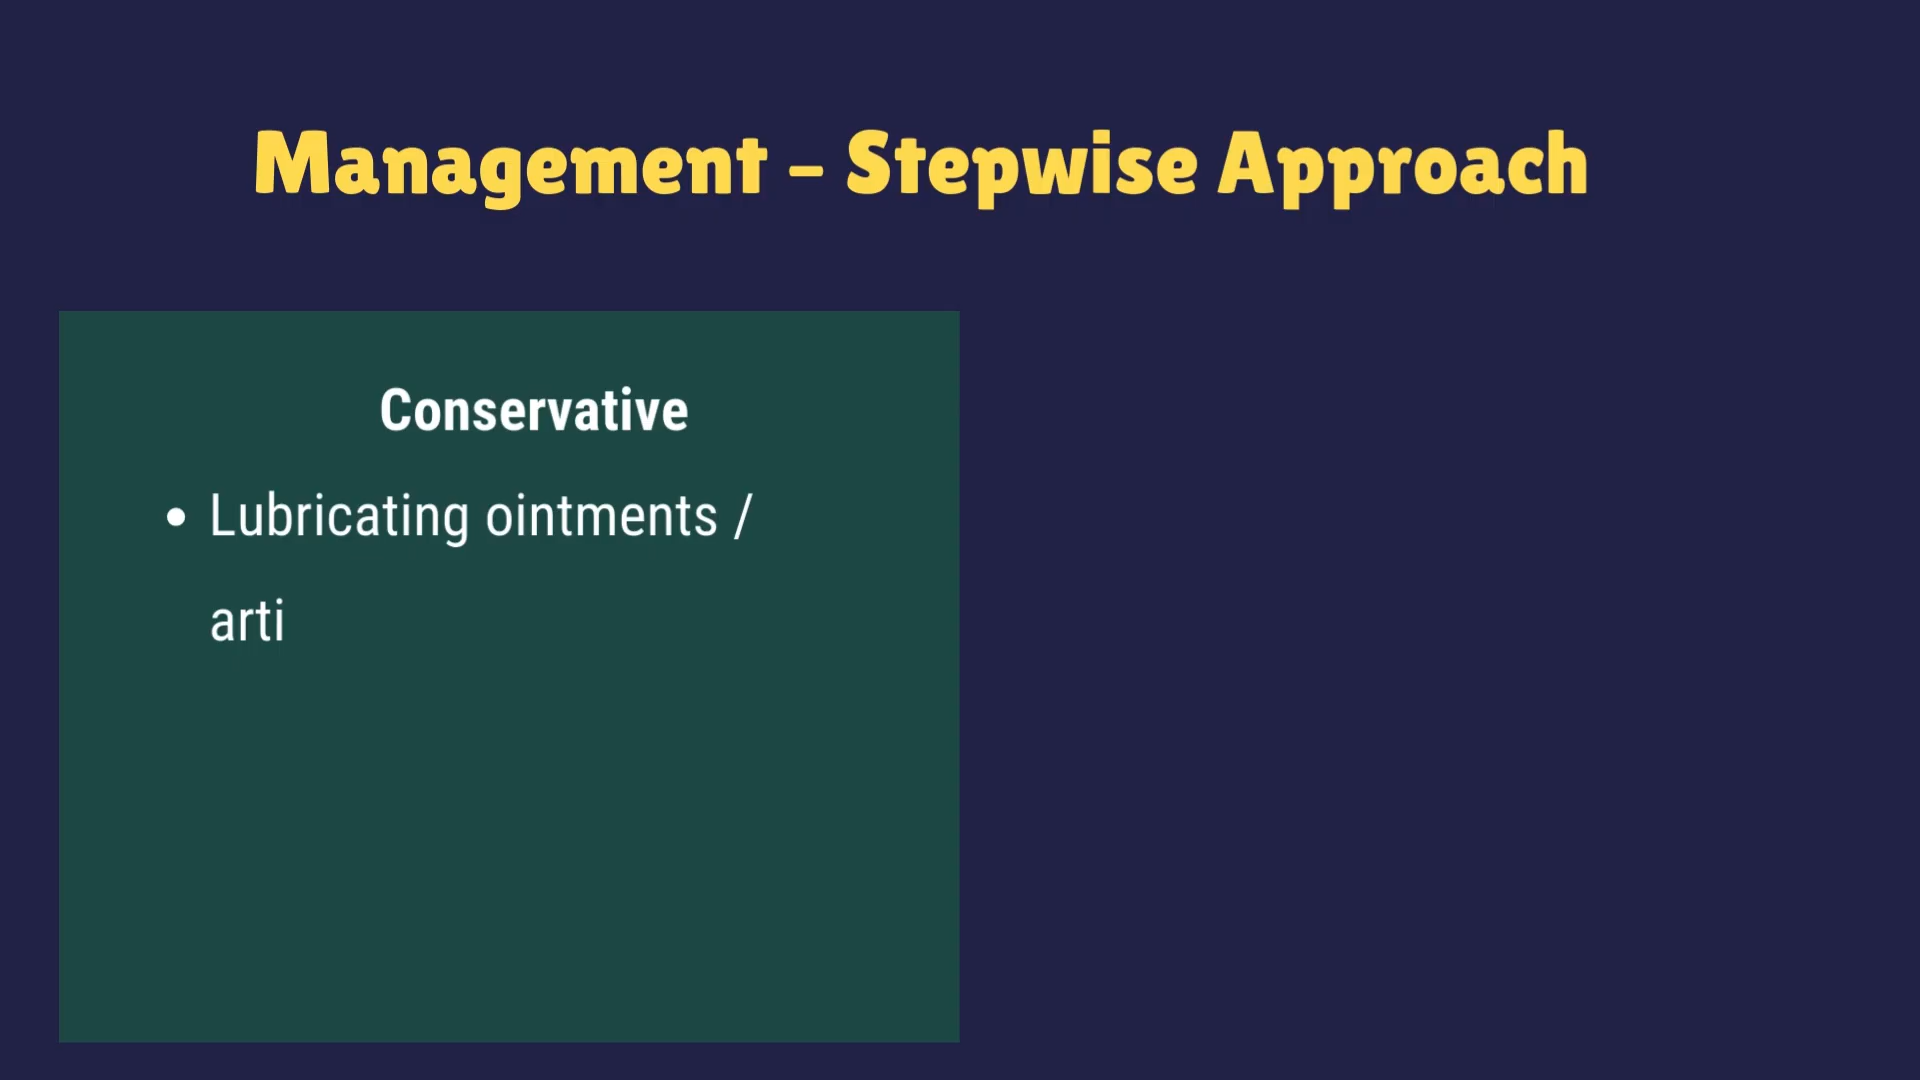 Management – Stepwise Approach
Conservative
• Lubricating ointments /
arti